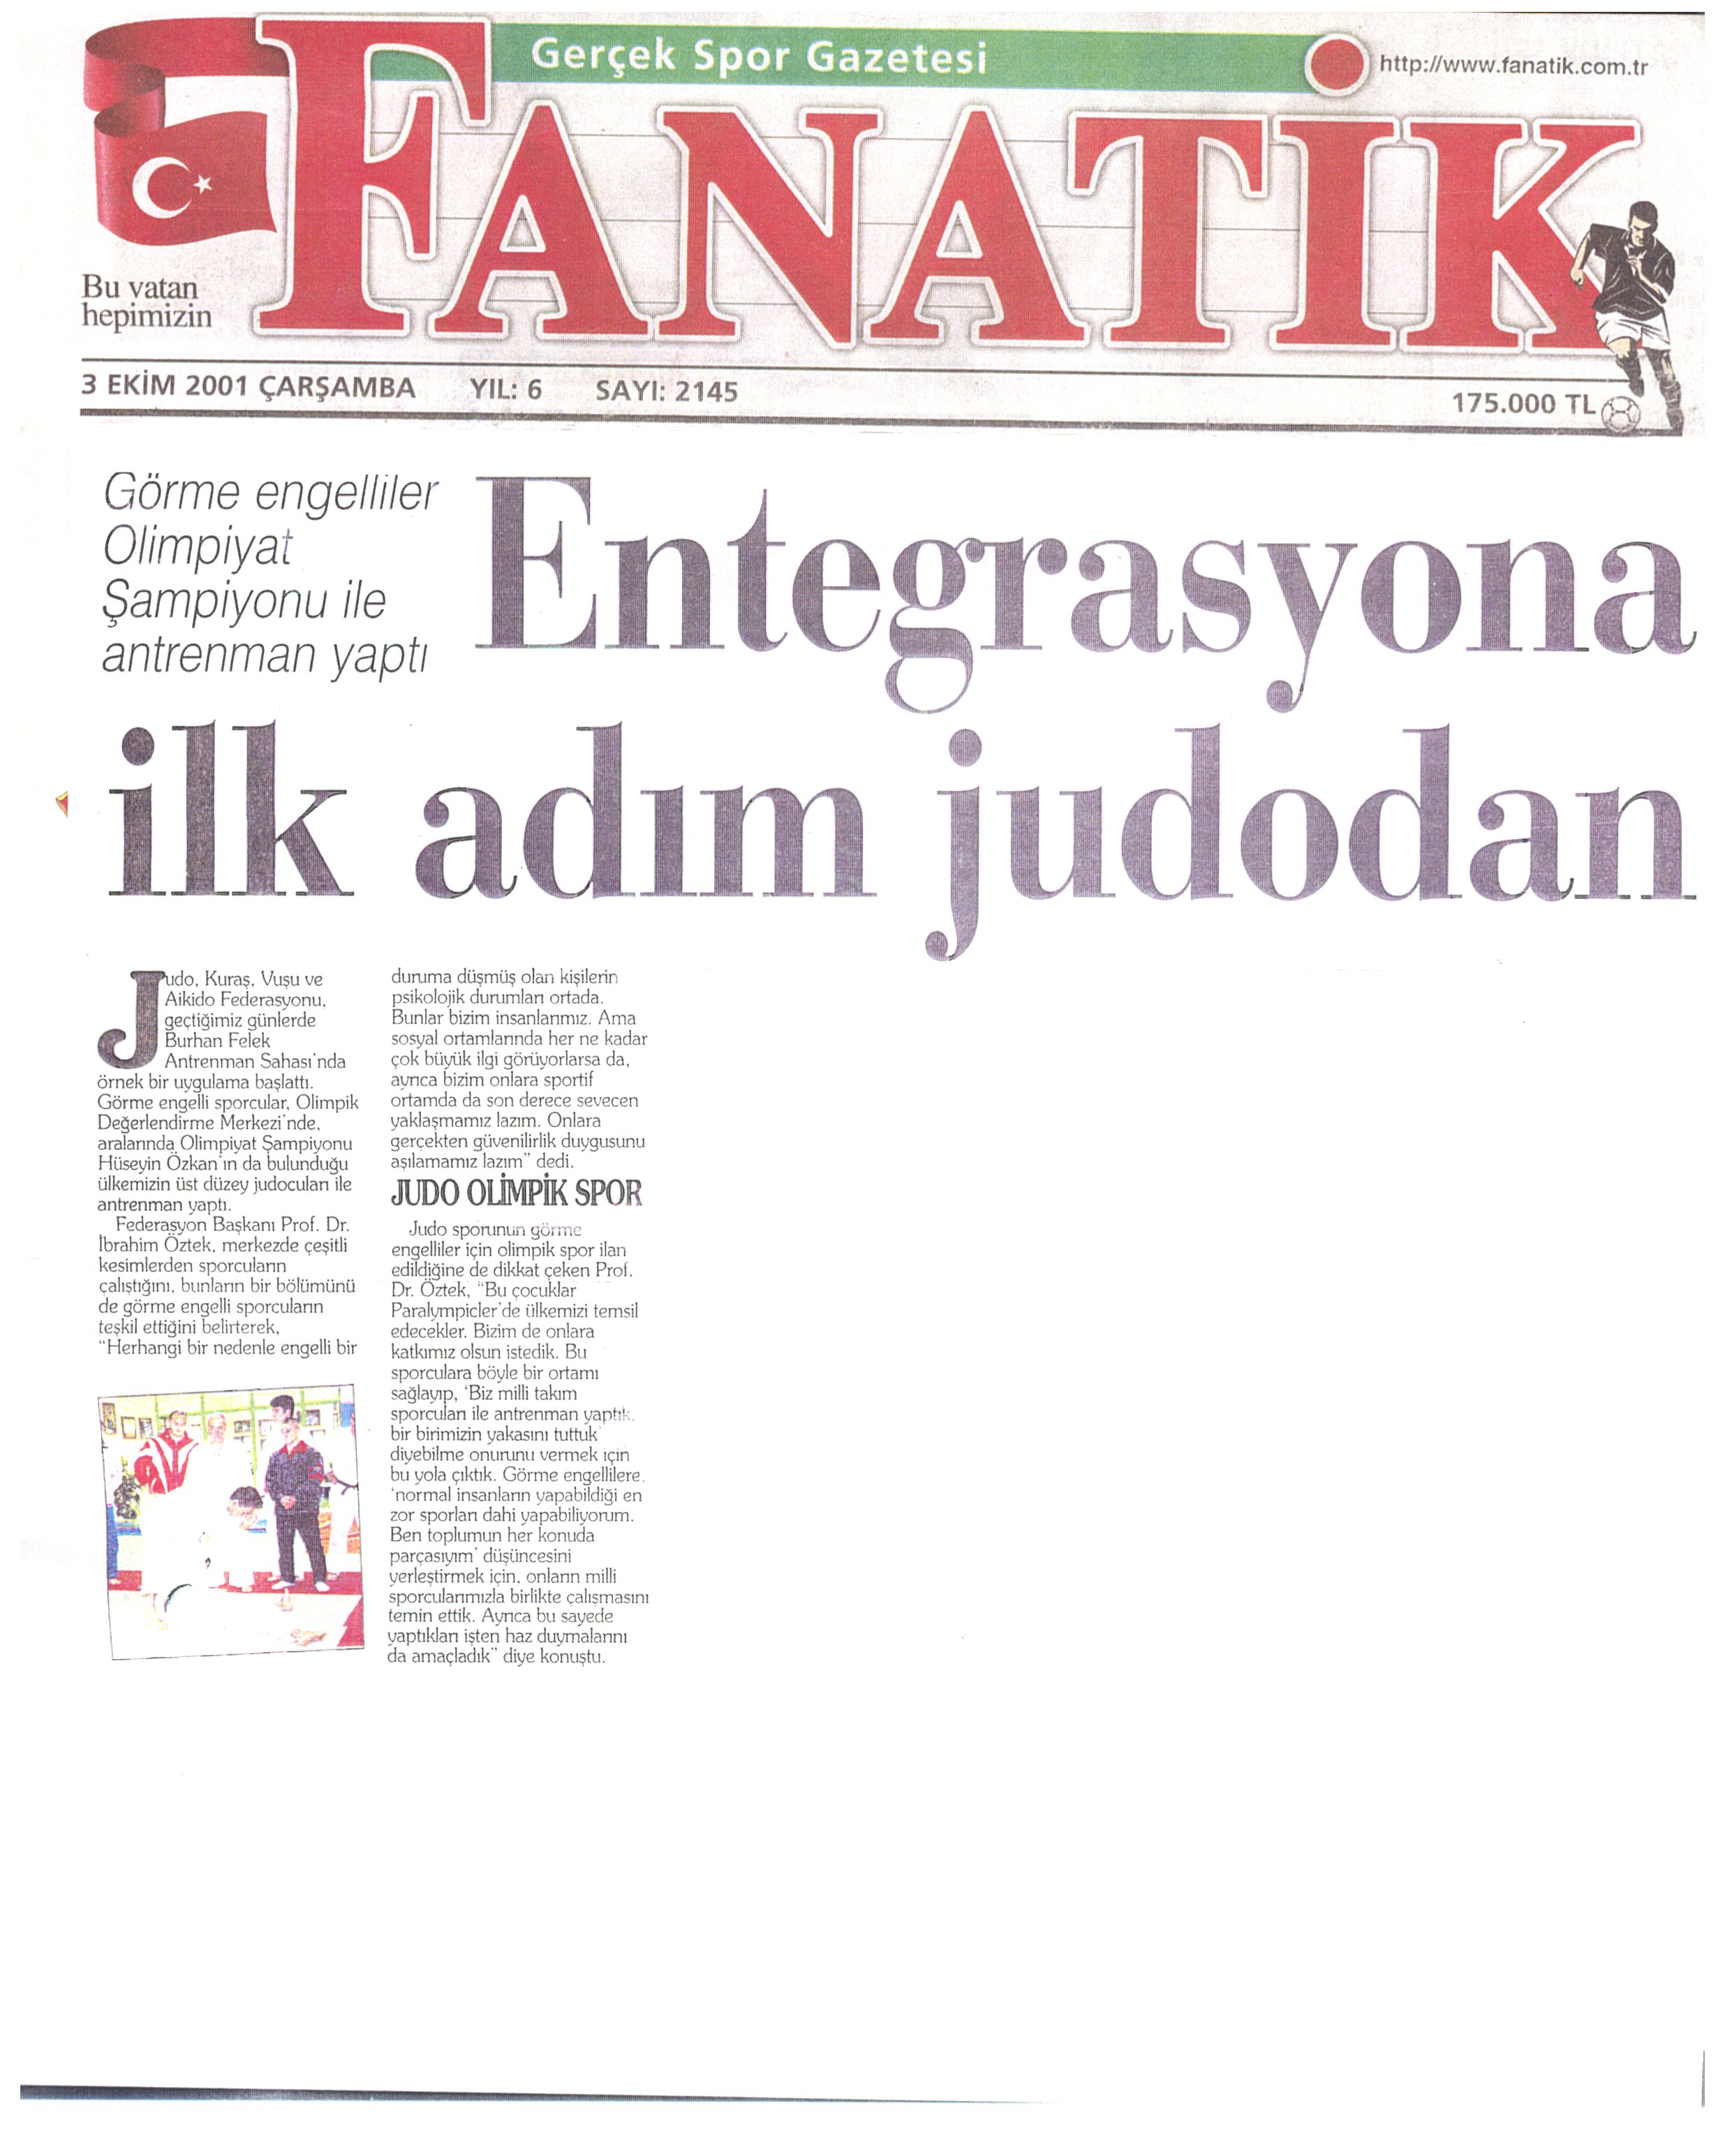 Gerçek Spor Gazetesi
http://www.fanatik.com.tr
FANATİK
Bu vatan
hepimizin
3 EKİM 2001 ÇARŞAMBA YIL: 6 SAYI: 2145
175.000 TL
Görme engelliler
Olimpiyat
Şampiyonu ile
antrenman yaptı
Entegrasyona
ilk adım judodan
Judo, Kuraş, Vuşu ve
Aikido Federasyonu,
geçtiğimiz günlerde
Burhan Felek
Antrenman Sahası'nda
örnek bir uygulama başlattı.
Görme engelli sporcular, Olimpik
Değerlendirme Merkezi'nde,
aralarında Olimpiyat Şampiyonu
Hüseyin Özkan'ın da bulunduğu
ülkemizin üst düzey judocuları ile
antrenman yaptı.
Federasyon Başkanı Prof. Dr.
İbrahim Öztek, merkezde çeşitli
kesimlerden sporcuların
çalıştığını, bunların bir bölümünü
de görme engelli sporcuların
teşkil ettiğini belirterek,
"Herhangi bir nedenle engelli bir
duruma düşmüş olan kişilerin
psikolojik durumları ortada.
Bunlar bizim insanlarımız. Ama
sosyal ortamlarında her ne kadar
çok büyük ilgi görüyorlarsa da,
ayrıca bizim onlara sportif
ortamda da son derece sevecen
yaklaşmamız lazım. Onlara
gerçekten güvenilirlik duygusunu
aşılamamız lazım" dedi.
JUDO OLİMPİK SPOR
Judo sporunun görme
engelliler için olimpik spor ilan
edildiğine de dikkat çeken Prof.
Dr. Öztek, "Bu çocuklar
Paralympicler'de ülkemizi temsil
edecekler. Bizim de onlara
katkımız olsun istedik. Bu
sporculara böyle bir ortamı
sağlayıp, 'Biz milli takım
sporcuları ile antrenman yaptık,
bir birimizin yakasını tuttuk'
diyebilme onurunu vermek için
bu yola çıktık. Görme engellilere,
'normal insanların yapabildiği en
zor sporları dahi yapabiliyorum.
Ben toplumun her konuda
parçasıyım' düşüncesini
yerleştirmek için, onların milli
sporcularımızla birlikte çalışmasını
temin ettik. Ayrıca bu sayede
yaptıkları işten haz duymalarını
da amaçladık" diye konuştu.